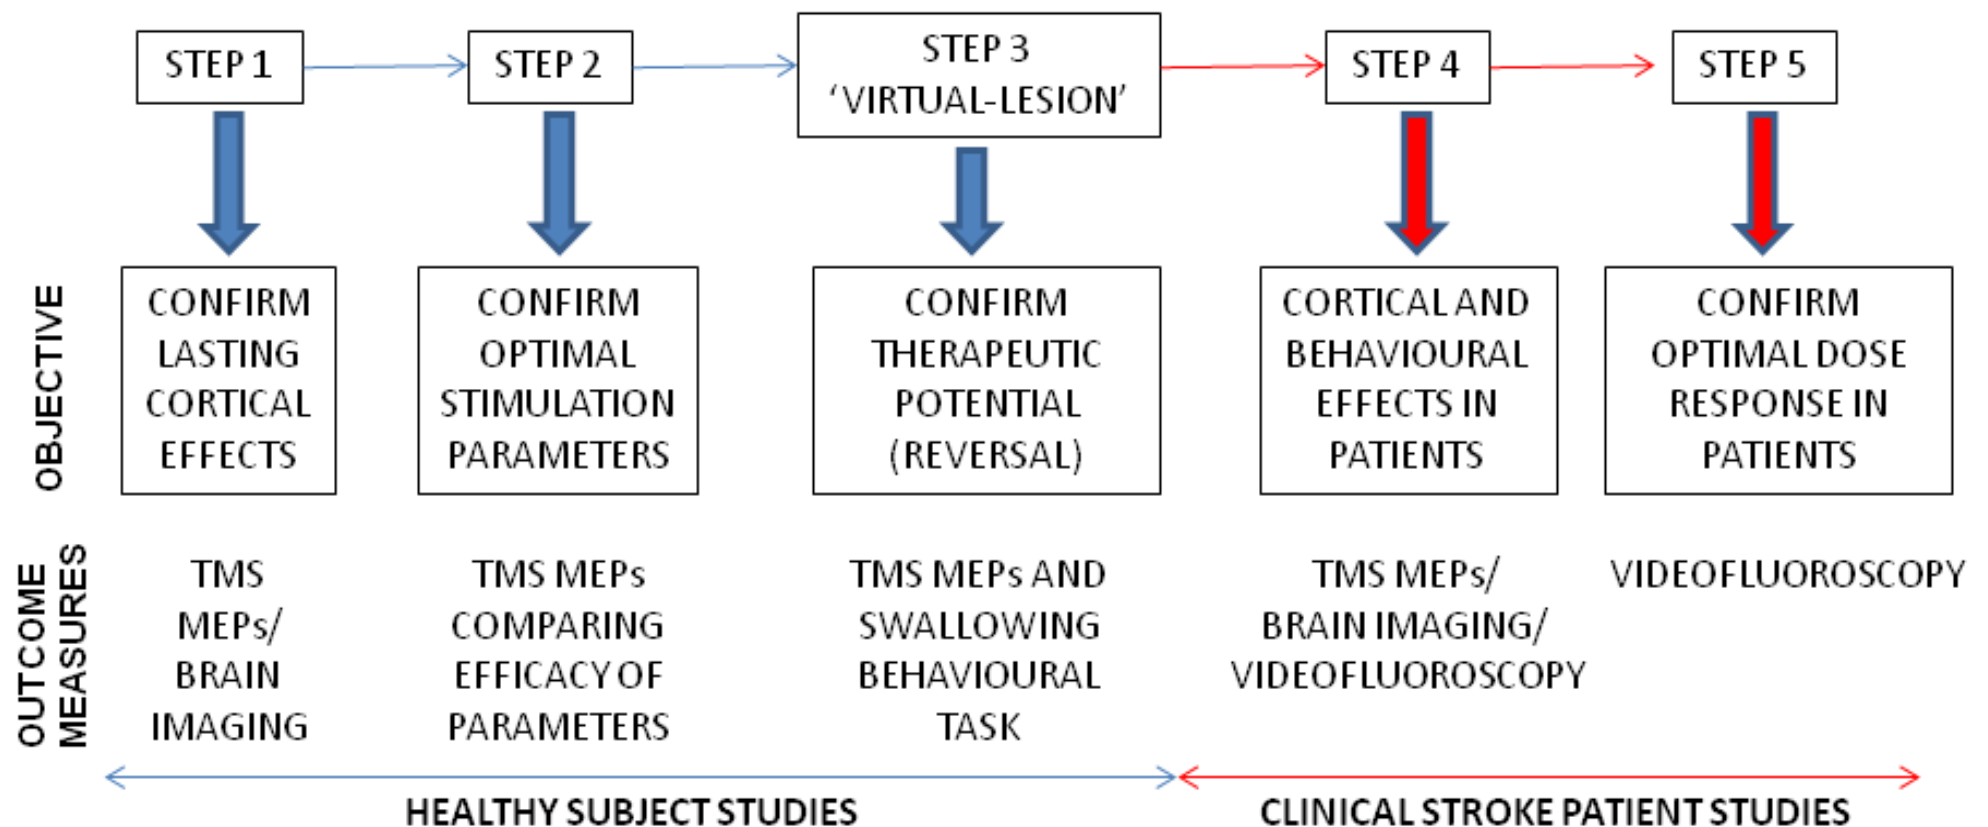 STEP 1
STEP 2
STEP 3
‘VIRTUAL-LESION’
STEP 4
STEP 5
OBJECTIVE
CONFIRM
LASTING
CORTICAL
EFFECTS
CONFIRM
OPTIMAL
STIMULATION
PARAMETERS
CONFIRM
THERAPEUTIC
POTENTIAL
(REVERSAL)
CORTICAL AND
BEHAVIOURAL
EFFECTS IN
PATIENTS
CONFIRM
OPTIMAL DOSE
RESPONSE IN
PATIENTS
OUTCOME
MEASURES
TMS
MEPs/
BRAIN
IMAGING
TMS MEPs
COMPARING
EFFICACY OF
PARAMETERS
TMS MEPs AND
SWALLOWING
BEHAVIOURAL
TASK
TMS MEPs/
BRAIN IMAGING/
VIDEOFLUOROSCOPY
VIDEOFLUOROSCOPY
HEALTHY SUBJECT STUDIES
CLINICAL STROKE PATIENT STUDIES